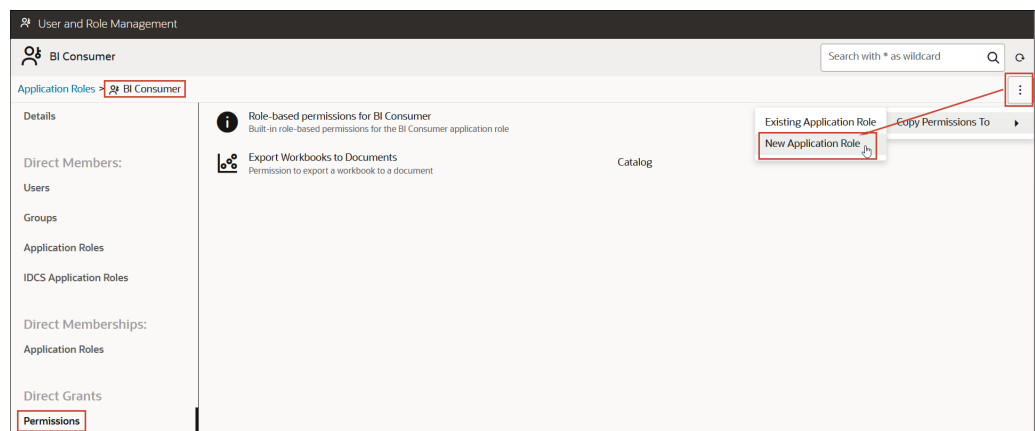 User and Role Management
BI Consumer
Search with * as wildcard
Application Roles > BI Consumer
Details
Role-based permissions for BI Consumer
Built-in role-based permissions for the BI Consumer application role
Existing Application Role
Copy Permissions To
New Application Role
Export Workbooks to Documents
Permission to export a workbook to a document
Catalog
Direct Members:
Users
Groups
Application Roles
IDCS Application Roles
Direct Memberships:
Application Roles
Direct Grants
Permissions